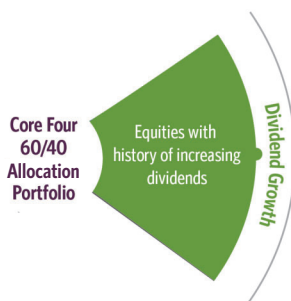 Core Four
60/40
Allocation
Portfolio
Equities with
history of increasing
dividends
Dividend Growth